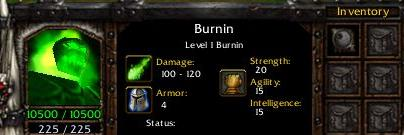 Burnin
Inventory
Level 1 Burnin
Damage:
100 - 120
Armor:
4
Strength:
20
Agility:
15
Intelligence:
15
Status:
10500 / 10500
225 / 225